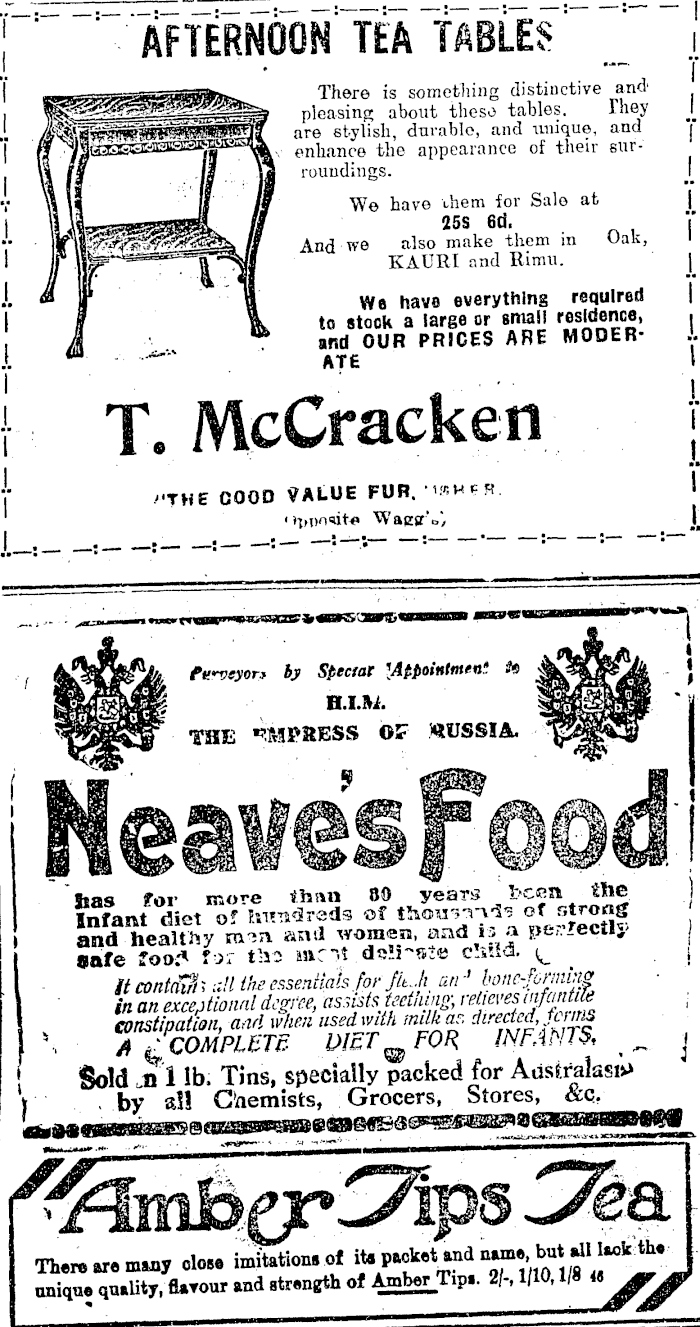 AFTERNOON TEA TABLES
There is something distinctive and
pleasing about these tables. They
are stylish, durable, and unique, and
enhance the appearance of their sur-
roundings.
We have them for Sale at
25s 6d.
And we also make them in Oak,
KAURI and Rimu.
We have everything required
to stock a large or small residence,
and OUR PRICES ARE MODER-
ATE
T. McCracken
"THE GOOD VALUE
Opposite Wagg's,
Purveyors by Special Appointment to
H.I.M.
THE EMPRESS OF RUSSIA.
Neave's Food
has for more than 80 years been the
Infant diet of hundreds of thousands of strong
and healthy men and women, and is a perfectly
safe food for the most delicate child.
It contains all the essentials for flesh and bone-forming
in an exceptional degree, assists teething, relieves infantile
constipation, and when used with milk as directed, forms
A COMPLETE DIET FOR INFANTS.
Sold in 1 lb. Tins, specially packed for Australasia
by all Chemists, Grocers, Stores, &c.
Amber Tips Tea
There are many close imitations of its packet and name, but all lack the
unique quality, flavour and strength of Amber Tips. 2/-, 1/10, 1/8 46